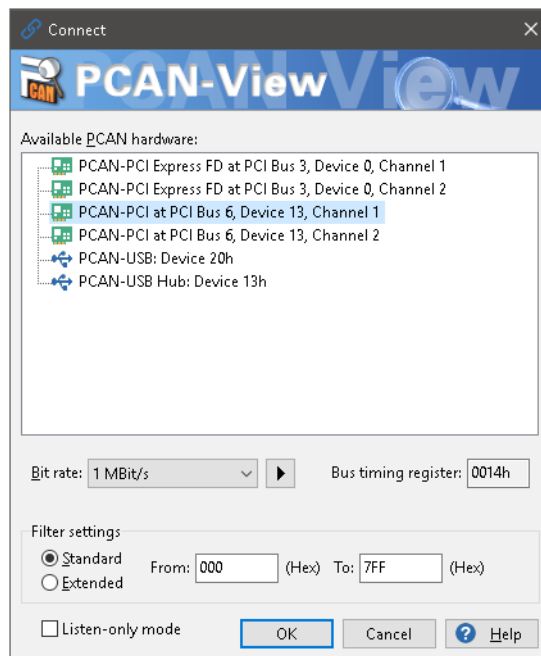 Connect
PCAN-View
Available PCAN hardware:
PCAN-PCI Express FD at PCI Bus 3, Device 0, Channel 1
PCAN-PCI Express FD at PCI Bus 3, Device 0, Channel 2
PCAN-PCI at PCI Bus 6, Device 13, Channel 1
PCAN-PCI at PCI Bus 6, Device 13, Channel 2
PCAN-USB: Device 20h
PCAN-USB Hub: Device 13h
Bit rate: 1 MBit/s Bus timing register: 0014h
Filter settings
Standard From: 000 (Hex) To: 7FF (Hex)
Extended
Listen-only mode OK Cancel Help